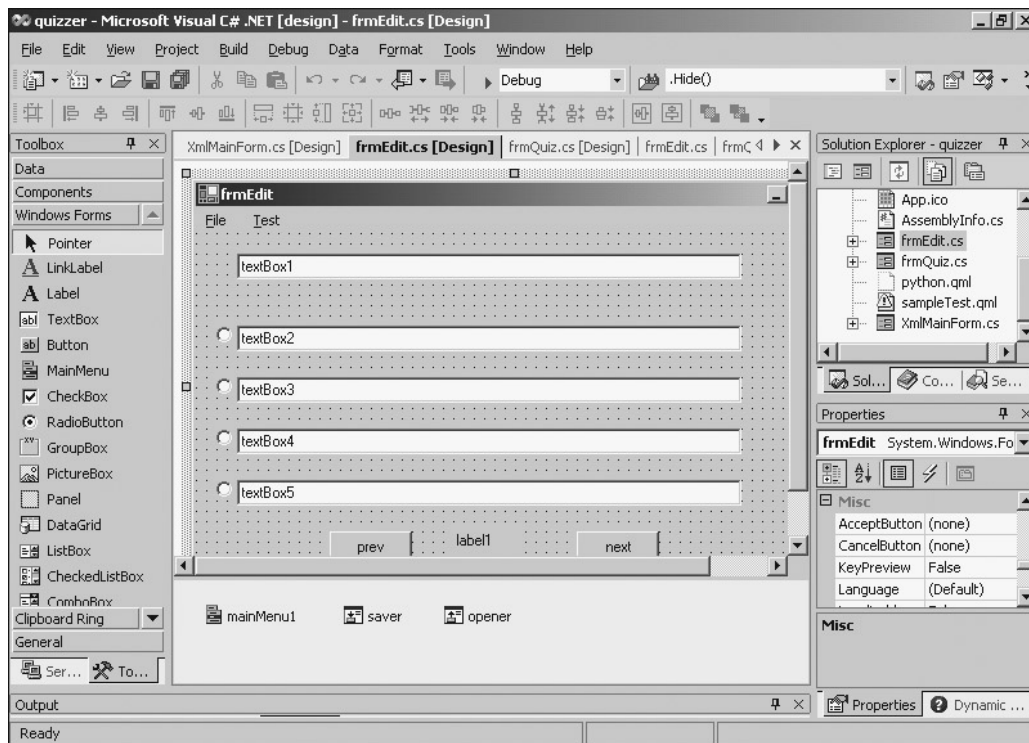 quizzer - Microsoft Visual C# .NET [design] - frmEdit.cs [Design]
File Edit View Project Build Debug Data Format Tools Window Help
Debug .Hide()
Toolbox
Data
Components
Windows Forms
Pointer
LinkLabel
Label
TextBox
Button
MainMenu
CheckBox
RadioButton
GroupBox
PictureBox
Panel
DataGrid
ListBox
CheckedListBox
ComboBox
Clipboard Ring
General
Ser... To...
XmlMainForm.cs [Design] frmEdit.cs [Design] frmQuiz.cs [Design] frmEdit.cs
frmEdit
File Test
textBox1
textBox2
textBox3
textBox4
textBox5
prev label1 next
mainMenu1 saver opener
Solution Explorer - quizzer
App.ico
AssemblyInfo.cs
frmEdit.cs
frmQuiz.cs
python.qml
sampleTest.qml
XmlMainForm.cs
Sol... Co... Se...
Properties
frmEdit System.Windows.Fo
Misc
AcceptButton (none)
CancelButton (none)
KeyPreview False
Language (Default)
Misc
Properties Dynamic ...
Output
Ready